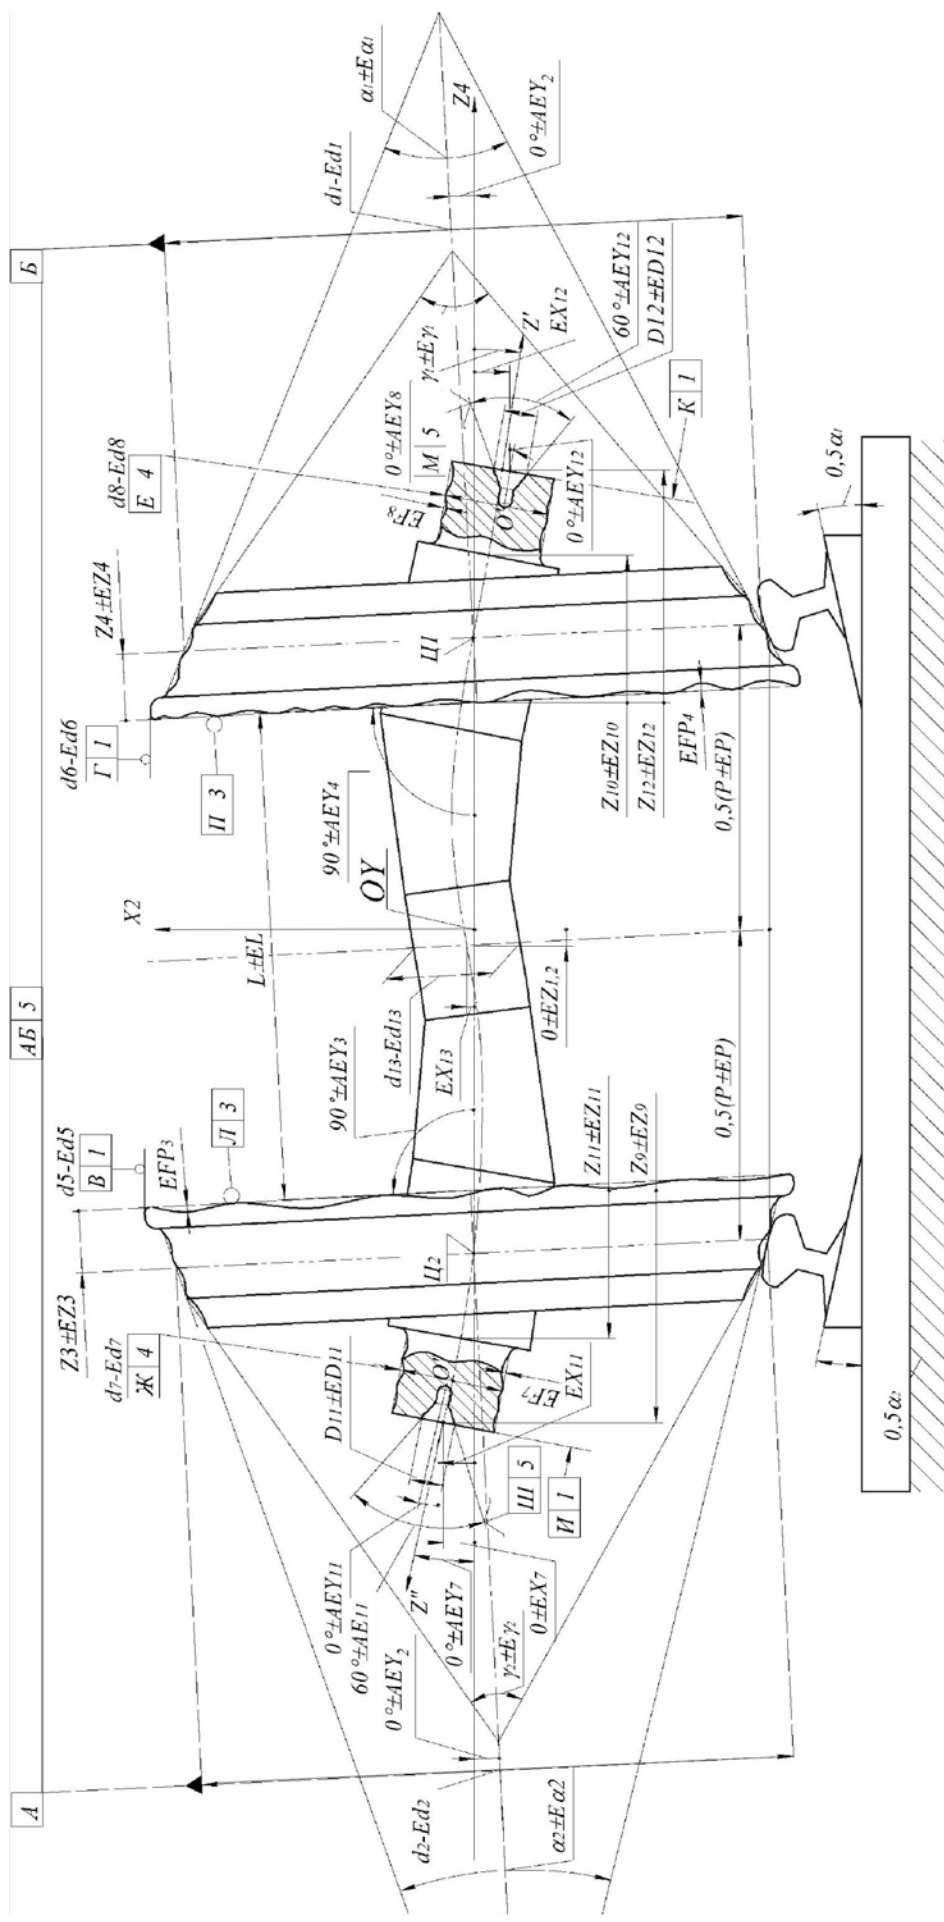 А
АБ 5
Б
Z3±EZ3
d5-Ed5
В 1
EFP3
Л 3
L±EL
X2
d6-Ed6
Г 1
П 3
Z4±EZ4
d8-Ed8
Е 4
EF8
d1-Ed1
α1±Eα1
Z4
0°±AEY2
d7-Ed7
Ж 4
D11±ED11
Ц2
90°±AEY3
d13-Ed13
EX13
OY
90°±AEY4
Ц1
0°±AEY8
М 5
γ1±Eγ1
Z'
EX12
60°±AEY12
D12±ED12
O'
0°±AEY12
К 1
0°±AEY11
60°±AE11
0°±AEY2
Z"
0°±AEY7
O"
EF7
EX11
Ш 5
И 1
0±EX7
γ2±Eγ2
d2-Ed2
α2±Eα2
Z11±EZ11
Z9±EZ9
0±EZ1,2
Z10±EZ10
Z12±EZ12
EFP4
0,5(P±EP)
0,5(P±EP)
0,5α2
0,5α1